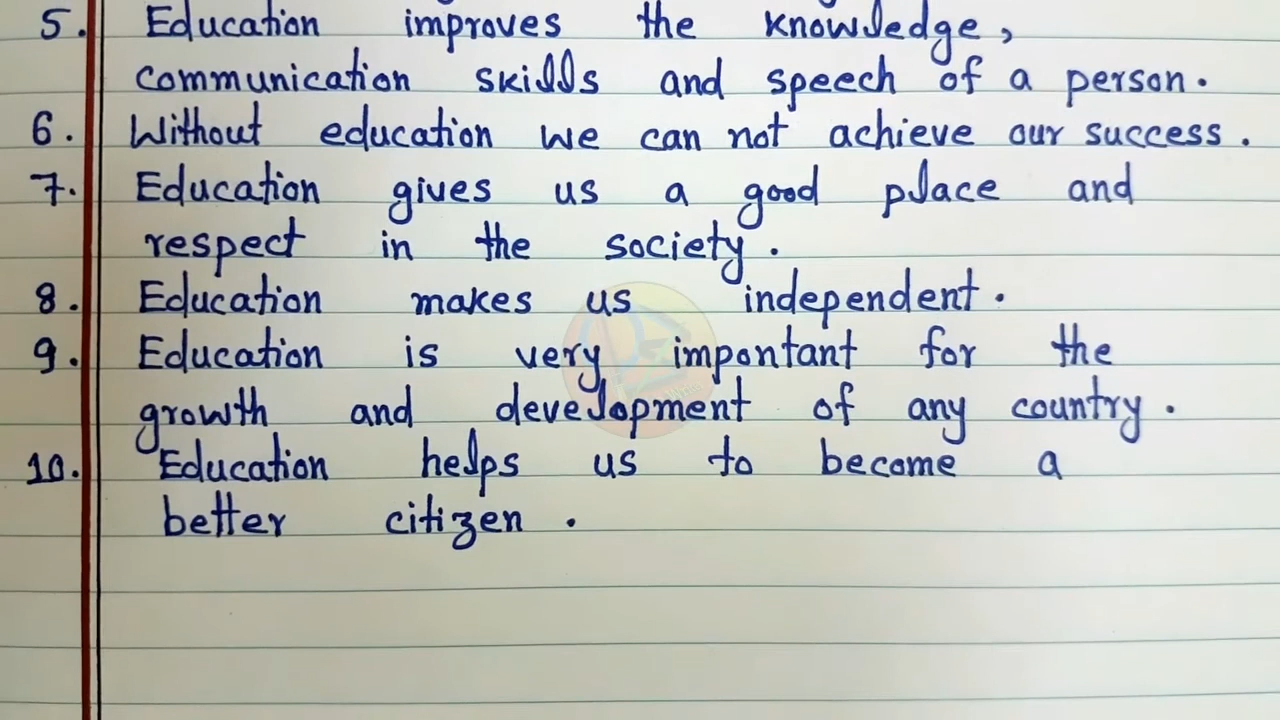 5. Education improves the knowledge,
communication skills and speech of a person.
6. Without education we can not achieve our success.
7. Education gives us a good place and
respect in the society.
8. Education makes us independent.
9. Education is very important for the
growth and development of any country.
10. Education helps us to become a
better citizen.